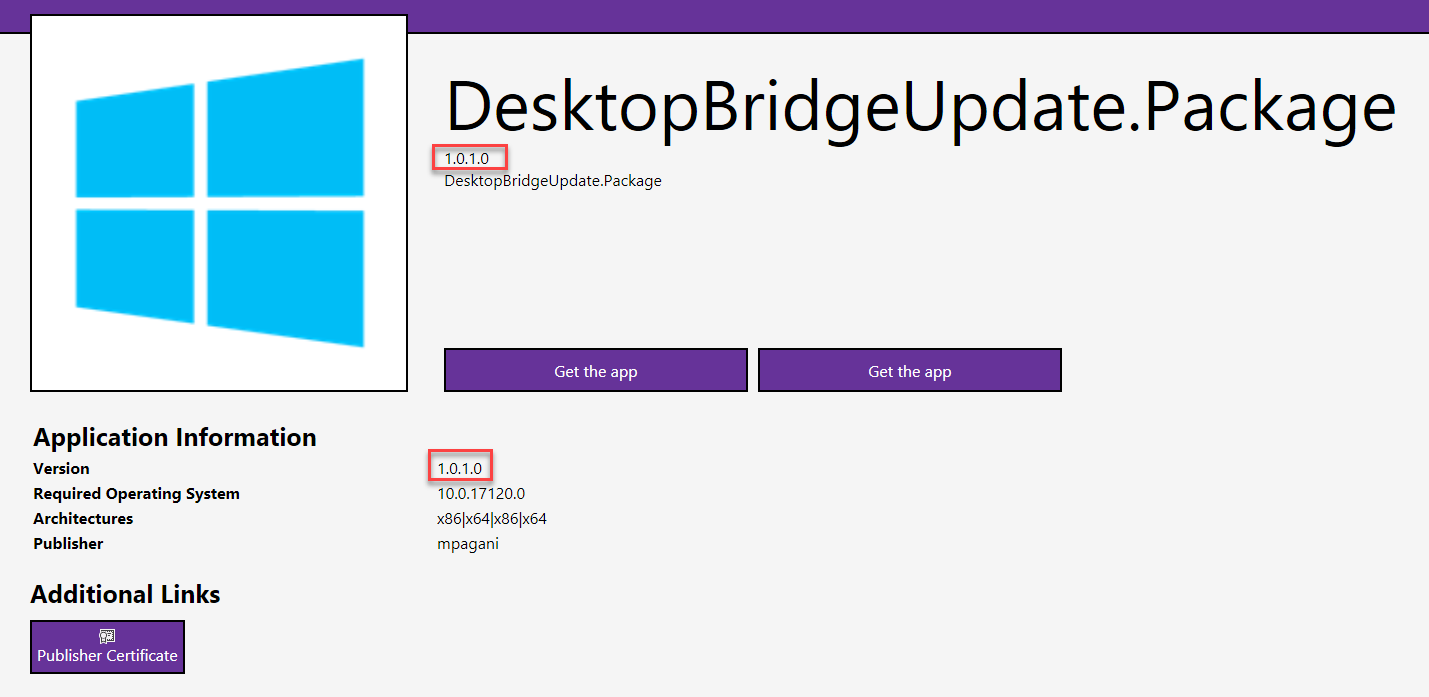 DesktopBridgeUpdate.Package
1.0.1.0
DesktopBridgeUpdate.Package
Get the app Get the app
Application Information
Version 1.0.1.0
Required Operating System 10.0.17120.0
Architectures x86|x64|x86|x64
Publisher mpagani
Additional Links
Publisher Certificate